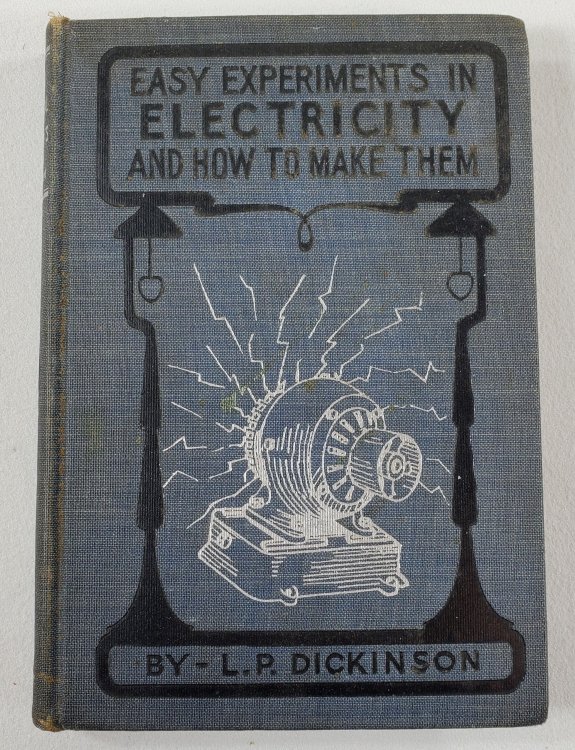 EASY EXPERIMENTS IN
ELECTRICITY
AND HOW TO MAKE THEM
BY - L.P. DICKINSON